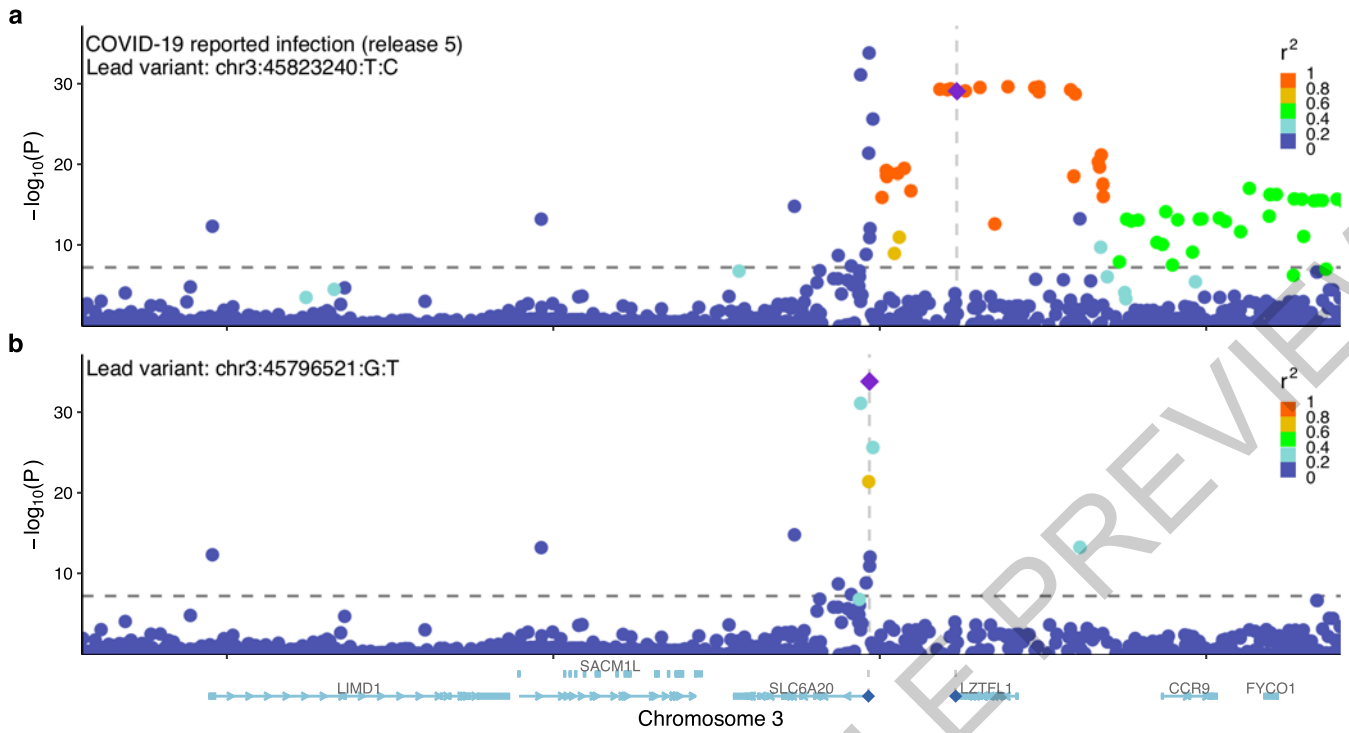 a
COVID-19 reported infection (release 5)
Lead variant: chr3:45823240:T:C
−log10(P)
30
20
10
r2
1
0.8
0.6
0.4
0.2
0
b
Lead variant: chr3:45796521:G:T
−log10(P)
30
20
10
r2
1
0.8
0.6
0.4
0.2
0
SACM1L
LIMD1
SLC6A20
LZTFL1
CCR9
FYCO1
Chromosome 3
LE PREVIEW